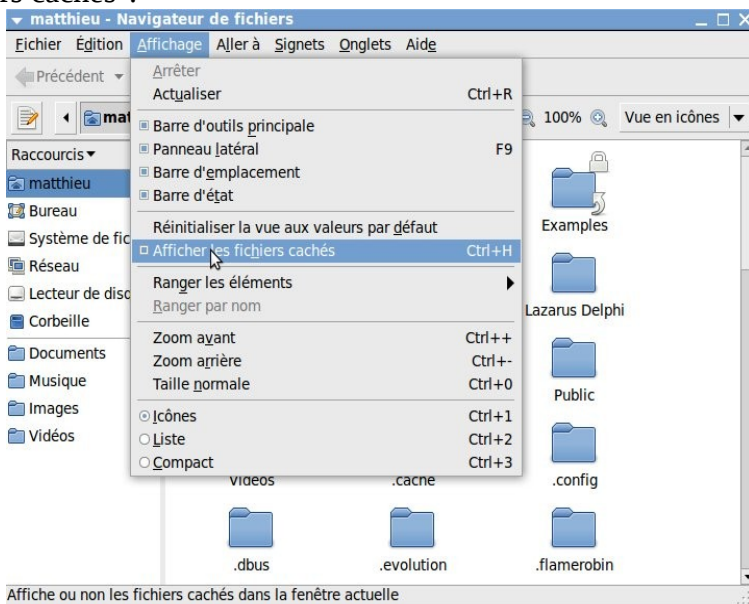 rs cachés".
matthieu - Navigateur de fichiers
Fichier Édition Affichage Aller à Signets Onglets Aide
Précédent
Arrêter
Actualiser Ctrl+R
100% Vue en icônes
Barre d'outils principale
Panneau latéral F9
Barre d'emplacement
Barre d'état
Réinitialiser la vue aux valeurs par défaut
Afficher les fichiers cachés Ctrl+H
Ranger les éléments
Ranger par nom
Zoom avant Ctrl++
Zoom arrière Ctrl+-
Taille normale Ctrl+0
Icônes Ctrl+1
Liste Ctrl+2
Compact Ctrl+3
Raccourcis
matthieu
Bureau
Système de fic
Réseau
Lecteur de disq
Corbeille
Documents
Musique
Images
Vidéos
Examples
Lazarus Delphi
Public
Vidéos .cache .config
.dbus .evolution .flamerobin
Affiche ou non les fichiers cachés dans la fenêtre actuelle